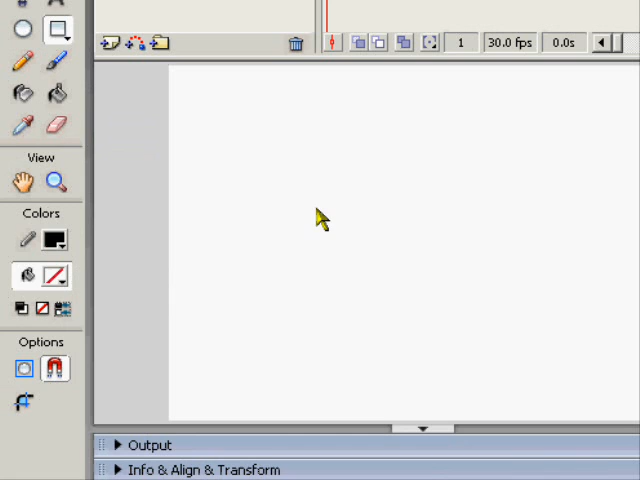 1
30.0 fps
0.0s
View
Colors
Options
Output
Info & Align & Transform